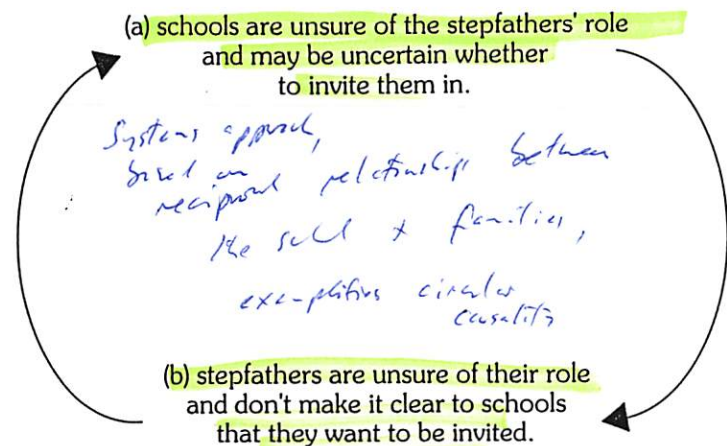 (a) schools are unsure of the stepfathers' role
and may be uncertain whether
to invite them in.
Systems approach,
based on
reciprocal relationships between
the school + families,
exemplifies circular
causality
(b) stepfathers are unsure of their role
and don't make it clear to schools
that they want to be invited.